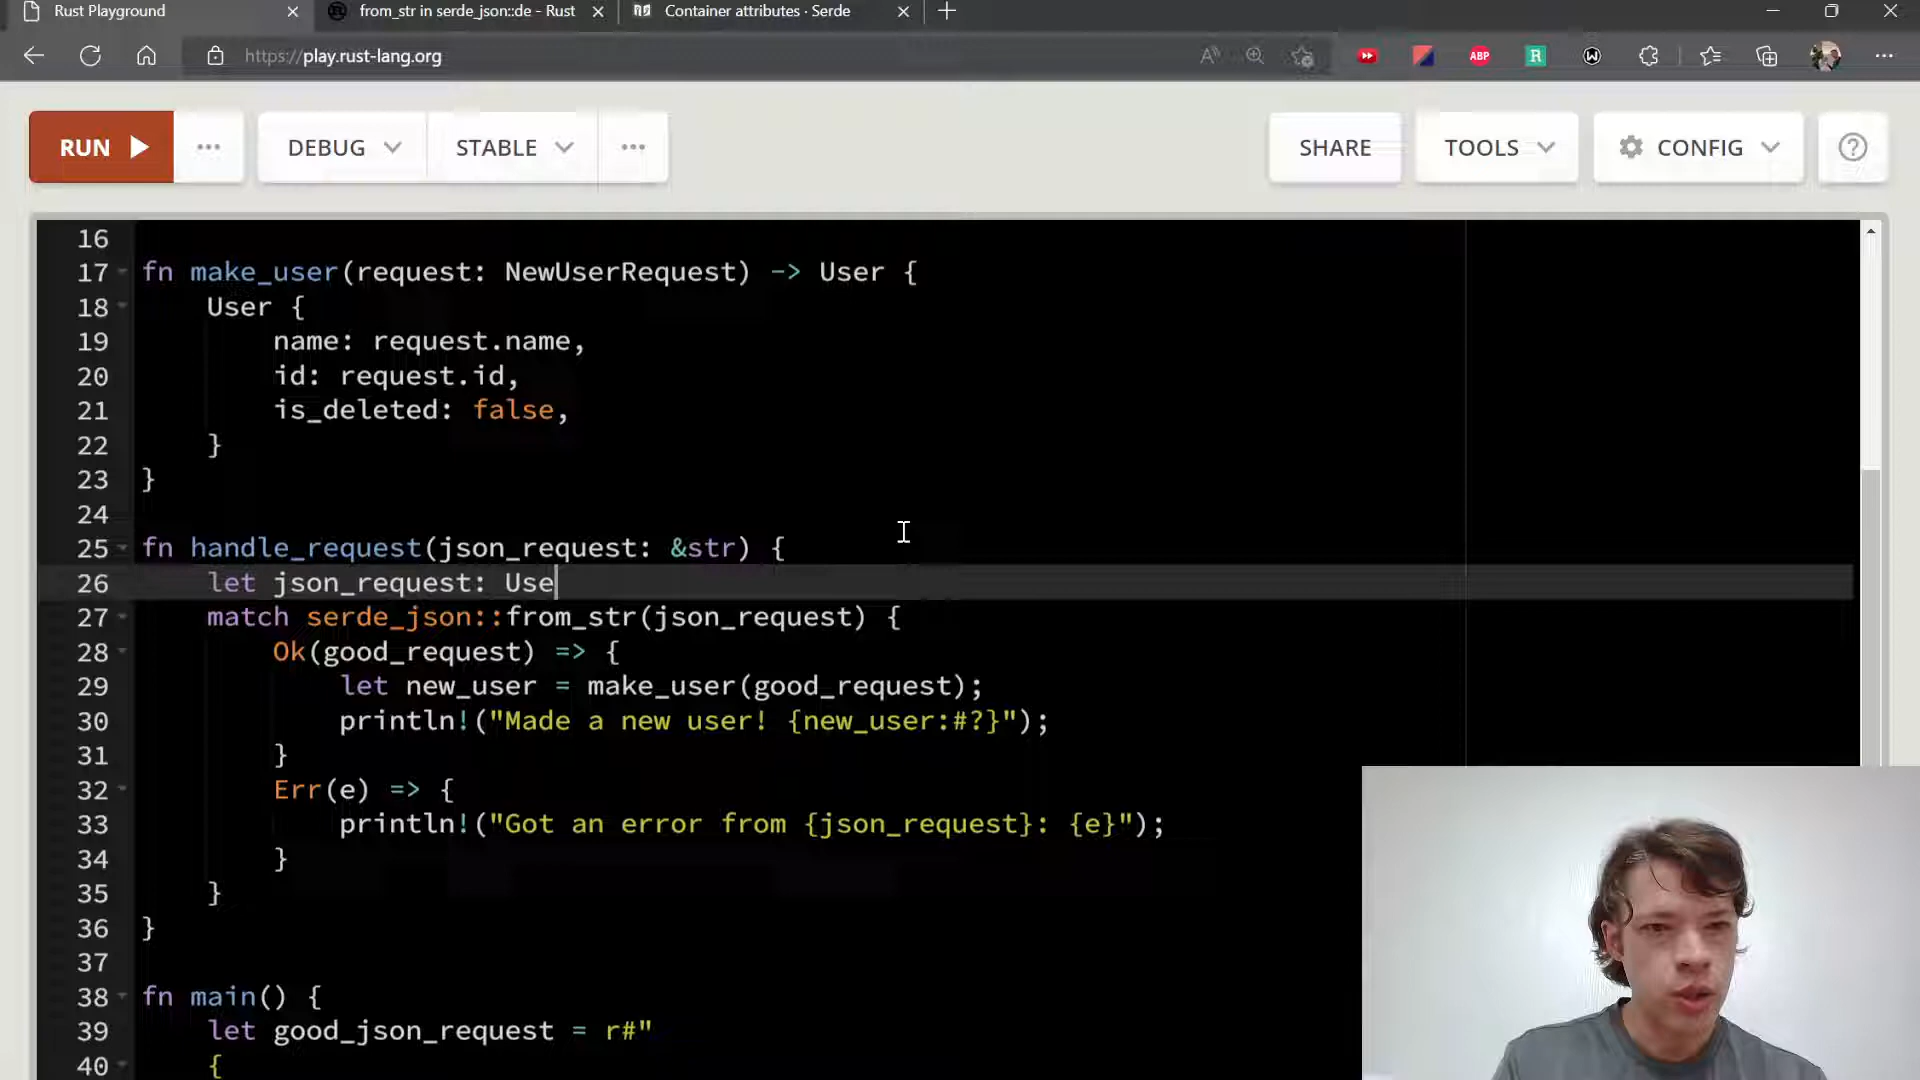 Rust Playground
from_str in serde_json::de - Rust
Container attributes · Serde
https://play.rust-lang.org
ABP
R
W
RUN
DEBUG
STABLE
SHARE
TOOLS
CONFIG
16
17 fn make_user(request: NewUserRequest) -> User {
18 User {
19 name: request.name,
20 id: request.id,
21 is_deleted: false,
22 }
23 }
24
25 fn handle_request(json_request: &str) {
26 let json_request: Use
27 match serde_json::from_str(json_request) {
28 Ok(good_request) => {
29 let new_user = make_user(good_request);
30 println!("Made a new user! {new_user:#?}");
31 }
32 Err(e) => {
33 println!("Got an error from {json_request}: {e}");
34 }
35 }
36 }
37
38 fn main() {
39 let good_json_request = r#"
40 {